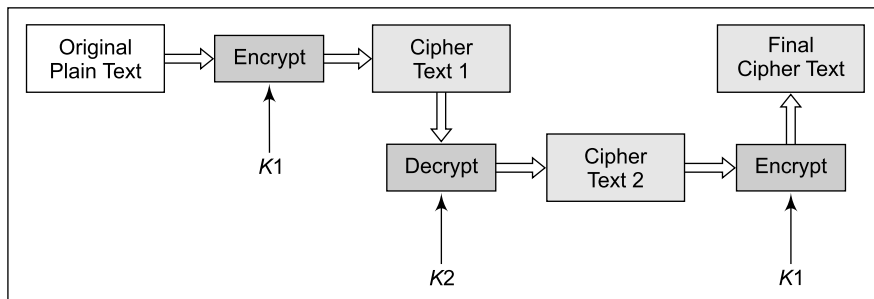 Original
Plain Text
Encrypt
Cipher
Text 1
Final
Cipher Text
K1
Decrypt
Cipher
Text 2
Encrypt
K2
K1